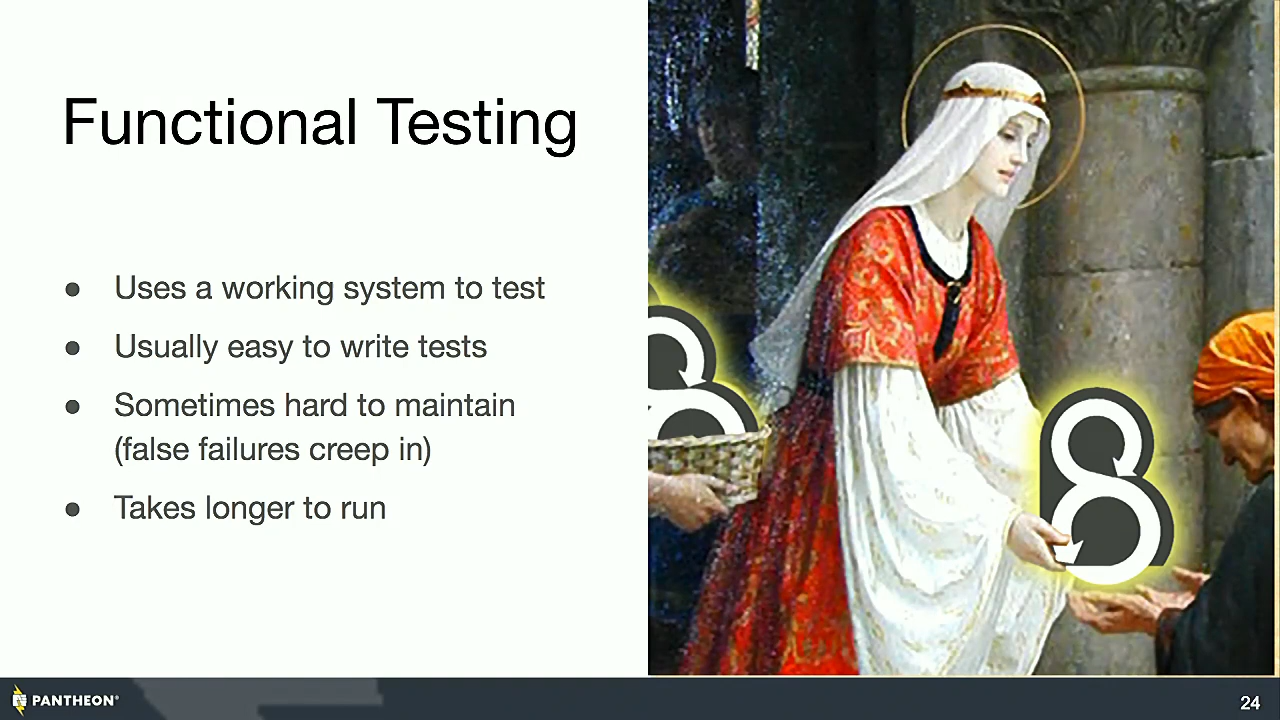 Functional Testing
● Uses a working system to test
● Usually easy to write tests
● Sometimes hard to maintain
(false failures creep in)
● Takes longer to run
PANTHEON®
24